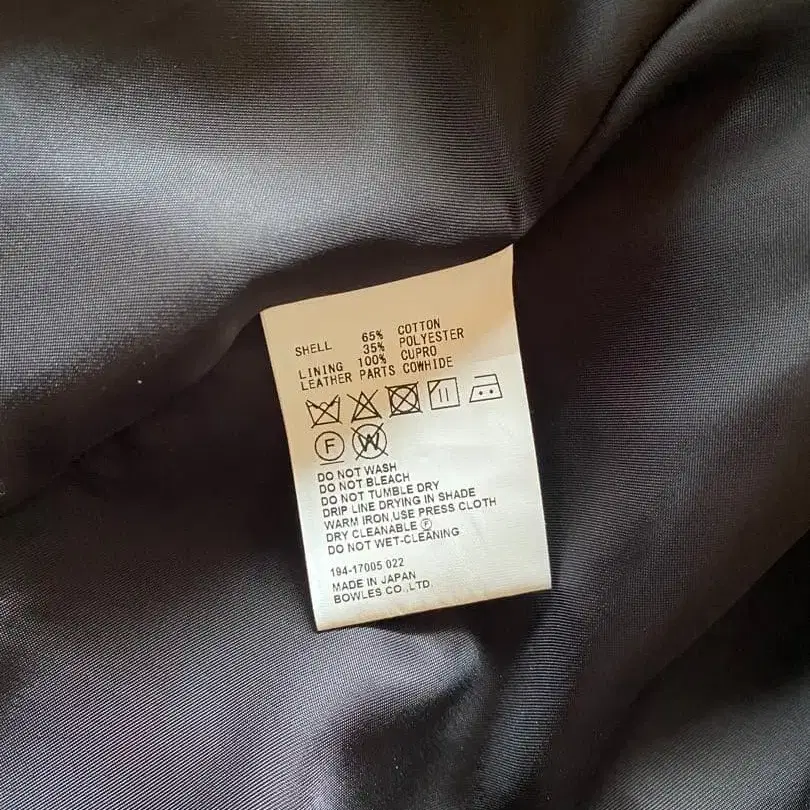 SHELL 65% COTTON
35% POLYESTER
LINING 100% CUPRO
LEATHER PARTS COWHIDE
F W
DO NOT WASH
DO NOT BLEACH
DO NOT TUMBLE DRY
DRIP LINE DRYING IN SHADE
WARM IRON,USE PRESS CLOTH
DRY CLEANABLE Ⓕ
DO NOT WET-CLEANING
194-17005 022
MADE IN JAPAN
BOWLES CO.,LTD.